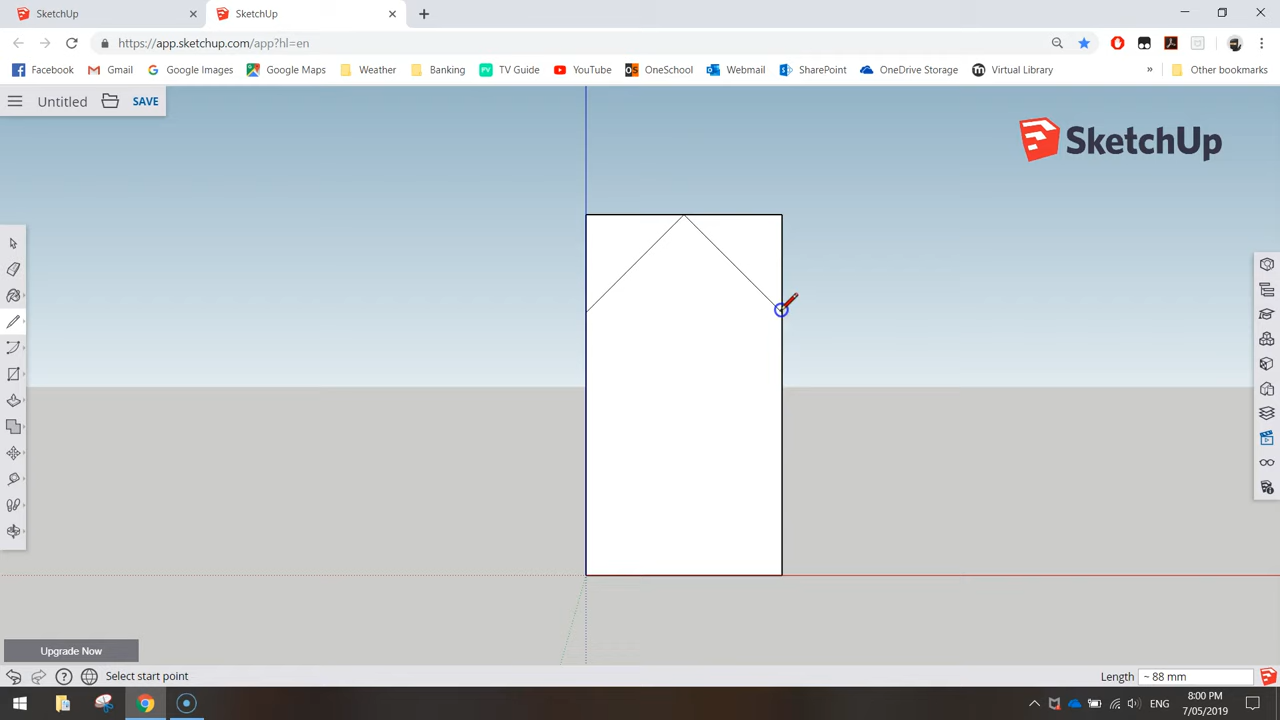 SketchUp
SketchUp
https://app.sketchup.com/app?hl=en
Facebook
Gmail
Google Images
Google Maps
Weather
Banking
TV Guide
YouTube
OneSchool
Webmail
SharePoint
OneDrive Storage
Virtual Library
»
Other bookmarks
Untitled
SAVE
SketchUp
Upgrade Now
Select start point
Length
~ 88 mm
ENG
8:00 PM
7/05/2019